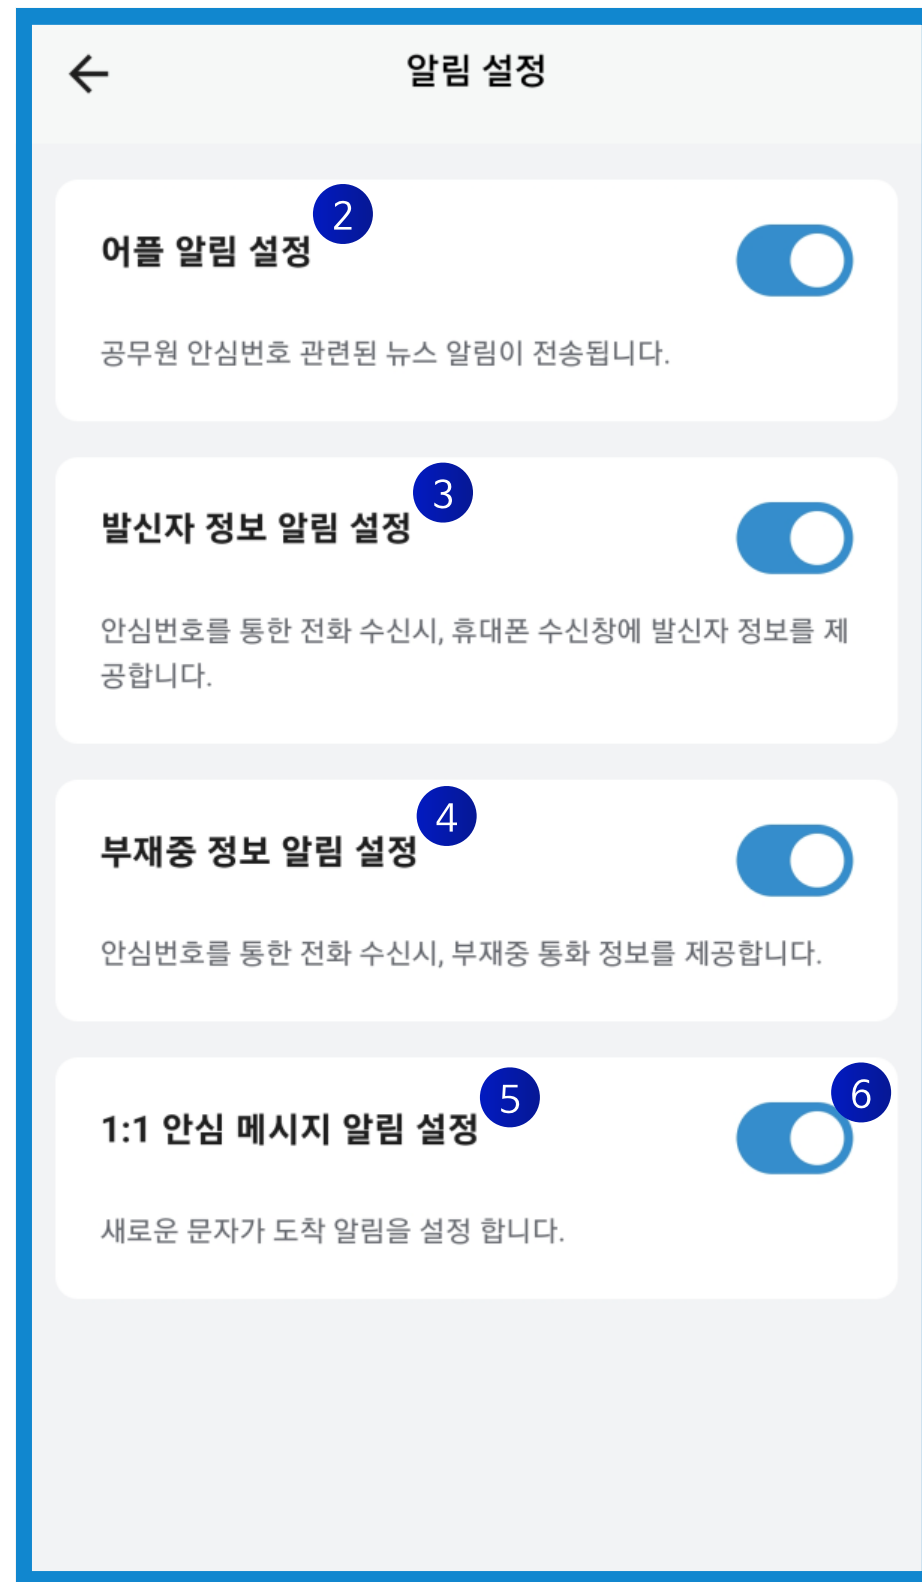 알림 설정
2
어플 알림 설정
공무원 안심번호 관련된 뉴스 알림이 전송됩니다.
3
발신자 정보 알림 설정
안심번호를 통한 전화 수신시, 휴대폰 수신창에 발신자 정보를 제
공합니다.
4
부재중 정보 알림 설정
안심번호를 통한 전화 수신시, 부재중 통화 정보를 제공합니다.
5
6
1:1 안심 메시지 알림 설정
새로운 문자가 도착 알림을 설정 합니다.